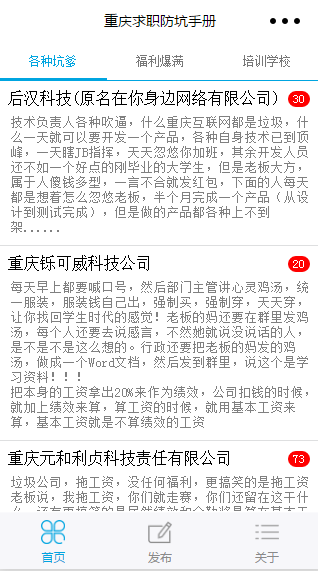 重庆求职防坑手册
各种坑爹 福利爆满 培训学校
后汉科技(原名在你身边网络有限公司) 30
技术负责人各种吹逼，什么重庆互联网都是垃圾，什
么一天就可以要开发一个产品，各种自身技术已到顶
峰，一天瞎JB指挥，天天忽悠你加班，其余开发人员
还不如一个好点的刚毕业的大学生，但是老板大方，
属于人傻钱多型，一言不合就发红包，下面的人每天
都是想着怎么忽悠老板，半个月完成一个产品（从设
计到测试完成），但是做的产品都各种上不到
架......
重庆铄可威科技公司 20
每天早上都要喊口号，然后部门主管讲心灵鸡汤，统
一服装，服装钱自己出，强制买，强制穿，天天穿，
让你找回学生时代的感觉！老板的妈还要在群里发鸡
汤，每个人还要去说感言，不然她就说没说话的人，
是不是不是这么想的。行政还要把老板的妈发的鸡
汤，做成一个Word文档，然后发到群里，说这个是学
习资料！！！
把本身的工资拿出20%来作为绩效，公司扣钱的时候，
就加上绩效来算，算工资的时候，就用基本工资来
算，基本工资就是不算绩效的工资
重庆元和利贞科技责任有限公司 73
垃圾公司，拖工资，没任何福利，更搞笑的是拖工资
老板说，我拖工资，你们就走赛，你们还留在这干什
首页 发布 关于